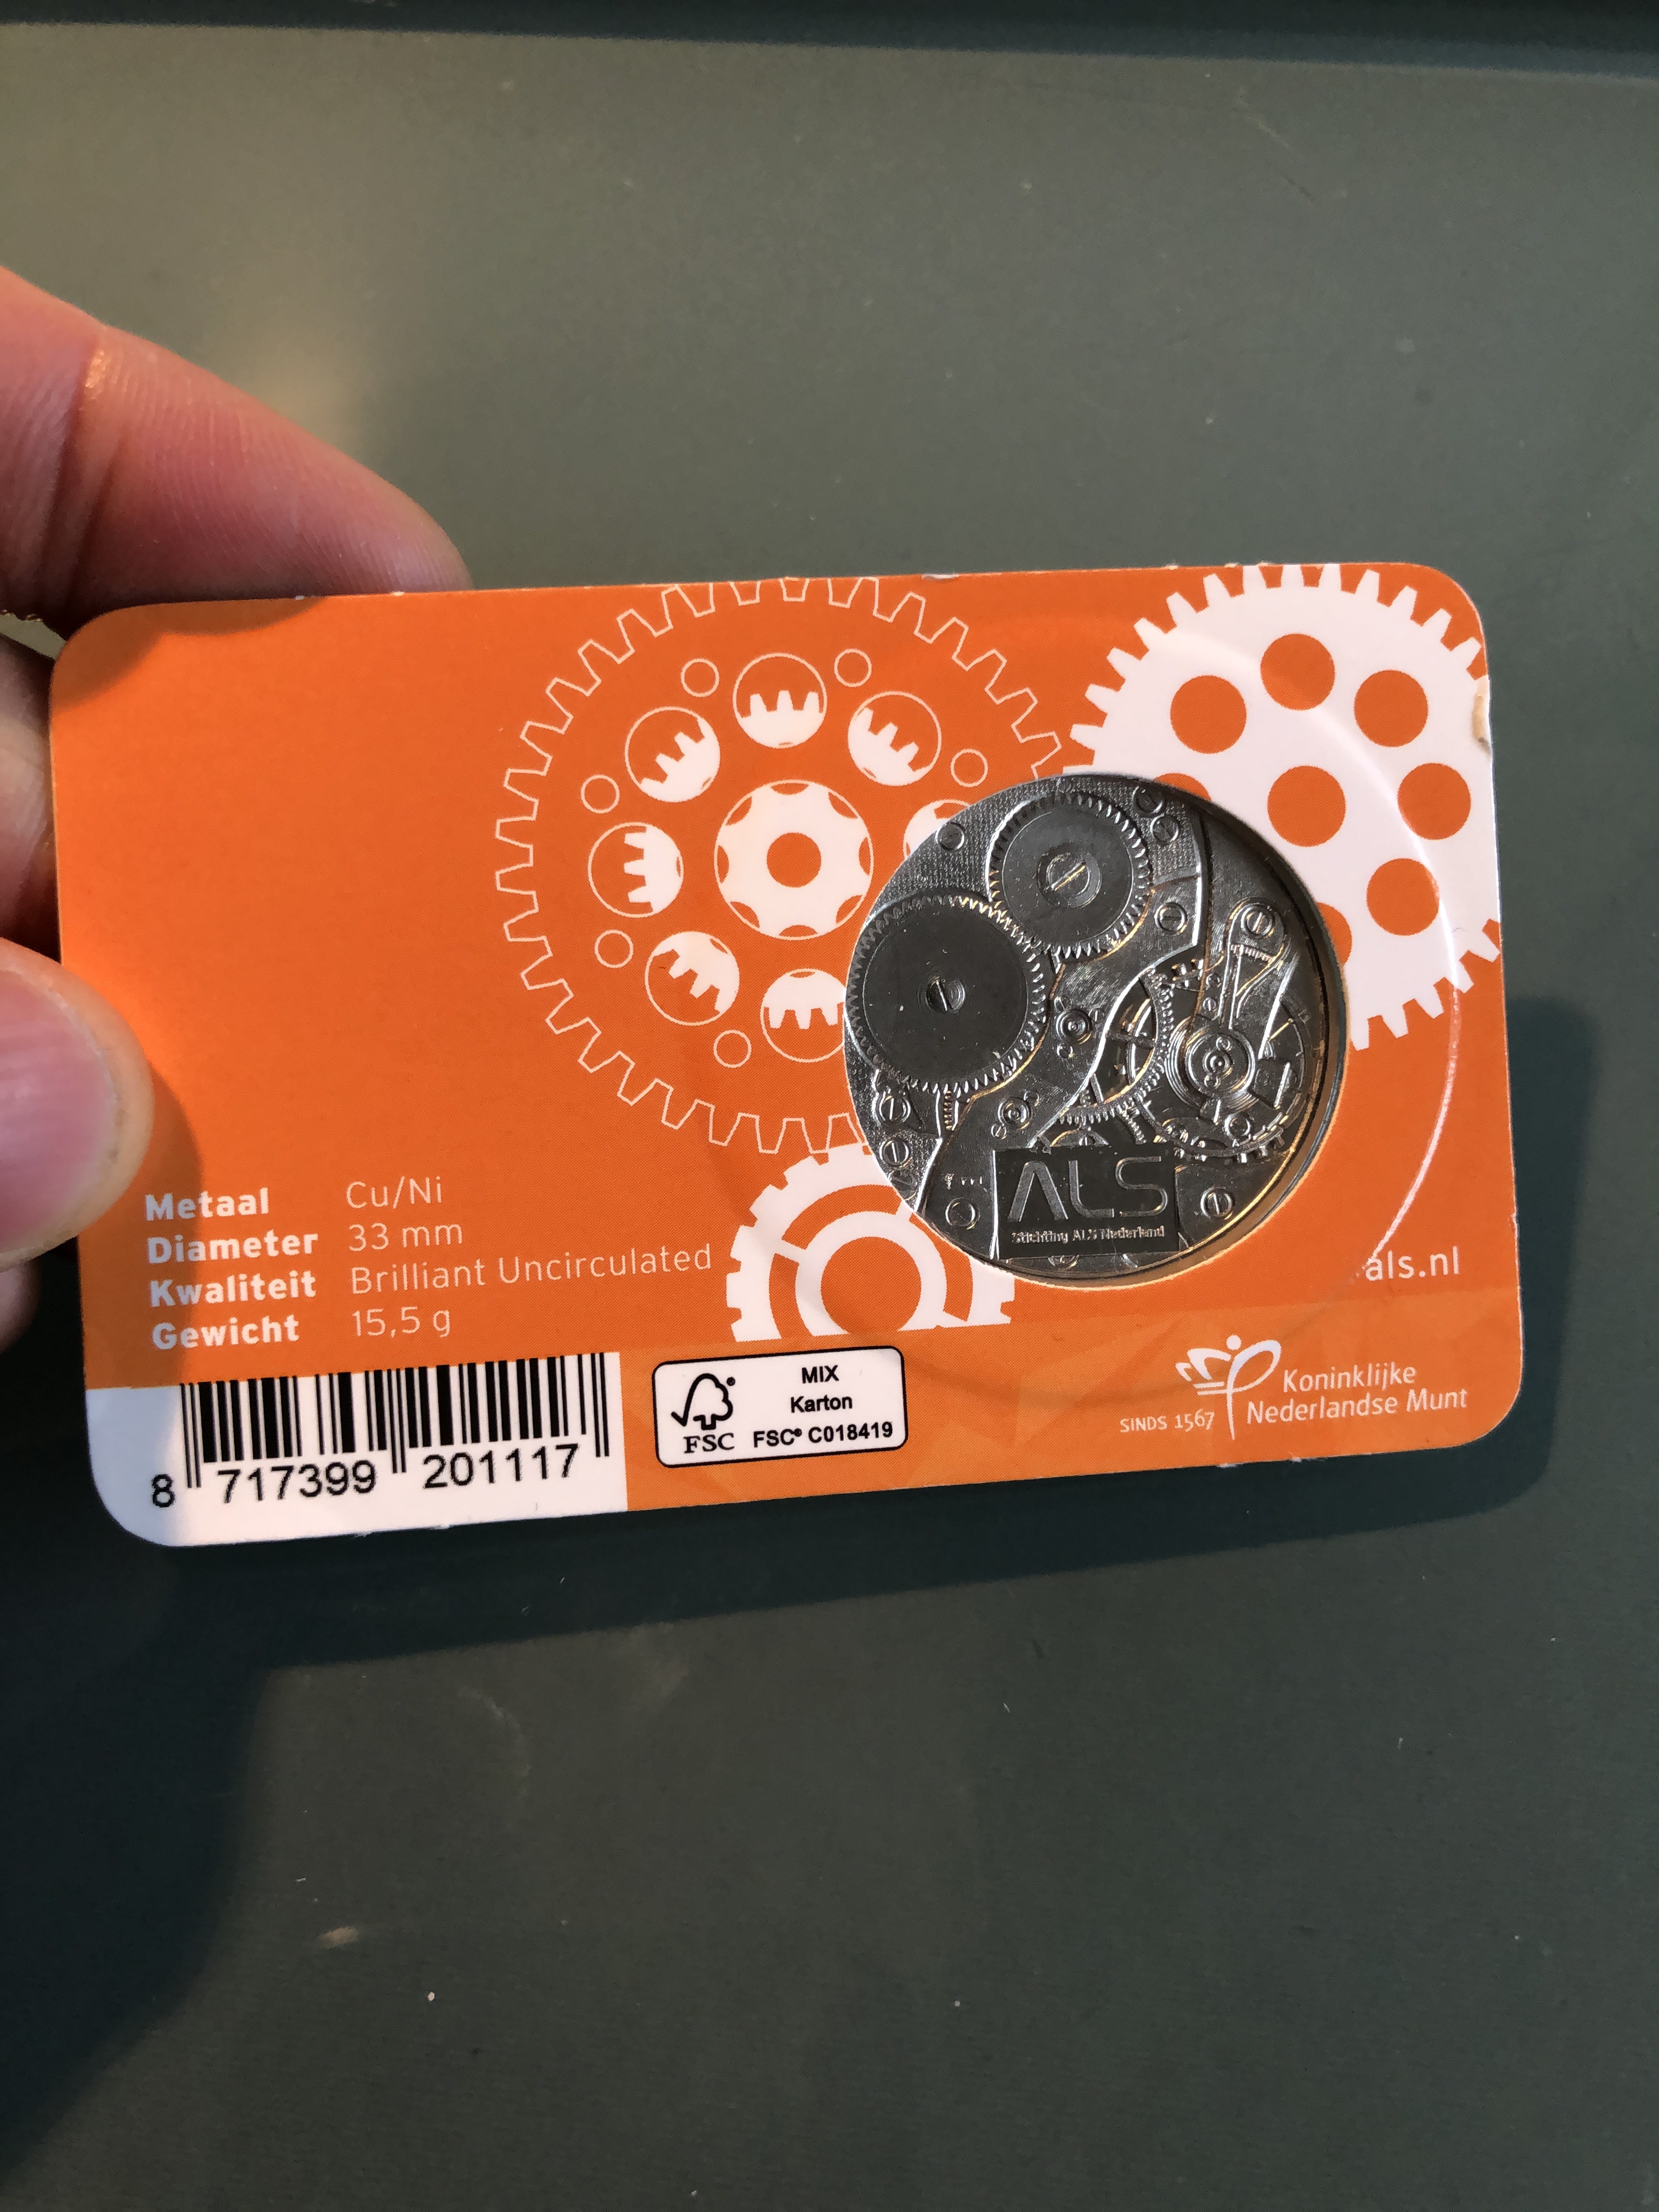 ALS
Stichting ALS Nederland
Metaal Cu/Ni
Diameter 33 mm
Kwaliteit Brilliant Uncirculated
Gewicht 15,5 g
als.nl
8 717399 201117
FSC
MIX
Karton
FSC® C018419
SINDS 1567
Koninklijke
Nederlandse Munt